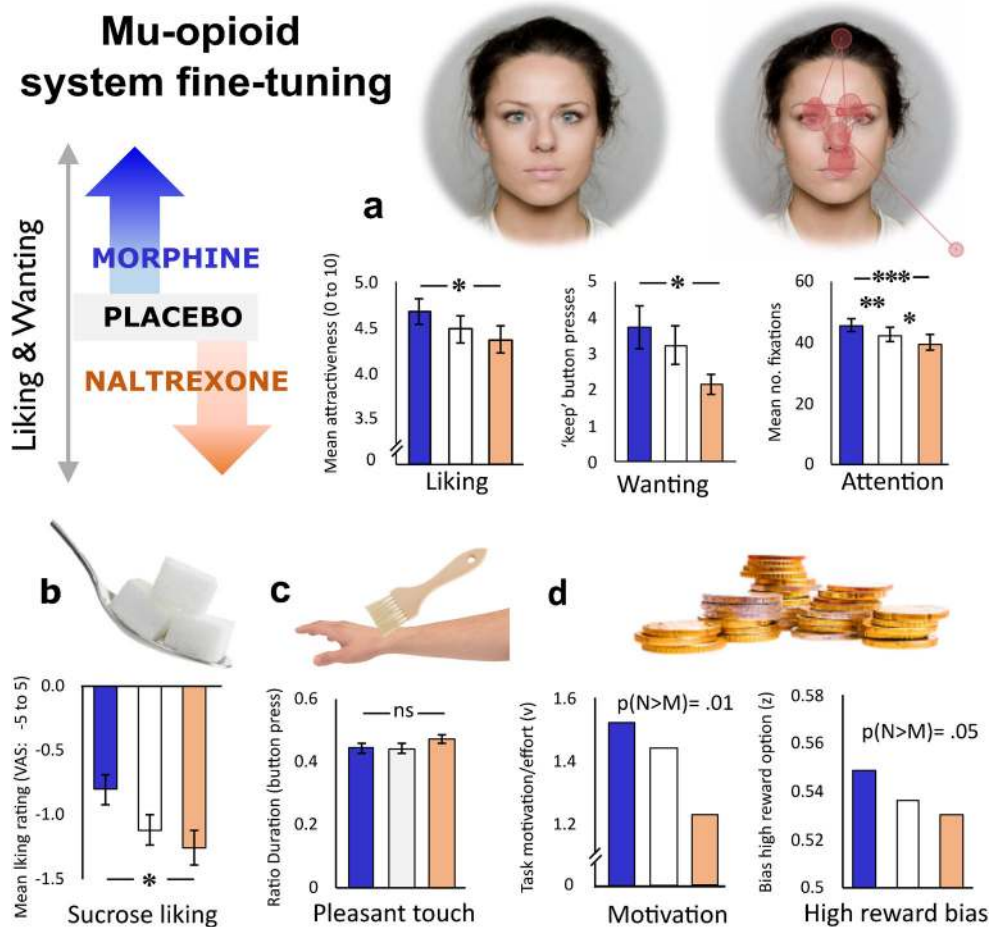 Mu-opioid
system fine-tuning
Liking & Wanting
MORPHINE
PLACEBO
NALTREXONE
a
Mean attractiveness (0 to 10)
5.0
4.5
4.0
3.5
0
*
Liking
'keep' button presses
5
4
3
2
1
0
*
Wanting
Mean no. fixations
60
40
20
0
***
**
*
Attention
b
Mean lking rating (VAS: -5 to 5)
0.0
-0.5
-1.0
-1.5
*
Sucrose liking
c
Ratio Duration (button press)
0.6
0.4
0.2
0
ns
Pleasant touch
d
Task motivation/effort (v)
1.6
1.4
1.2
0
p(N>M)= .01
Motivation
Bias high reward option (z)
0.58
0.56
0.54
0.52
0.5
p(N>M)= .05
High reward bias